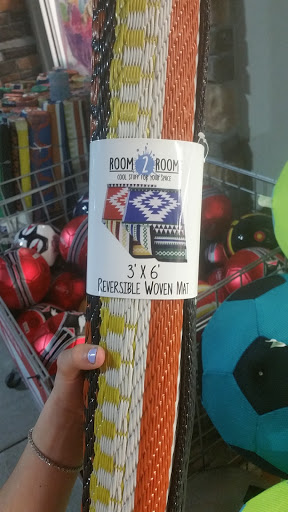 ROOM 2 ROOM
COOL STUFF FOR YOUR SPACE
3' X 6'
REVERSIBLE WOVEN MAT